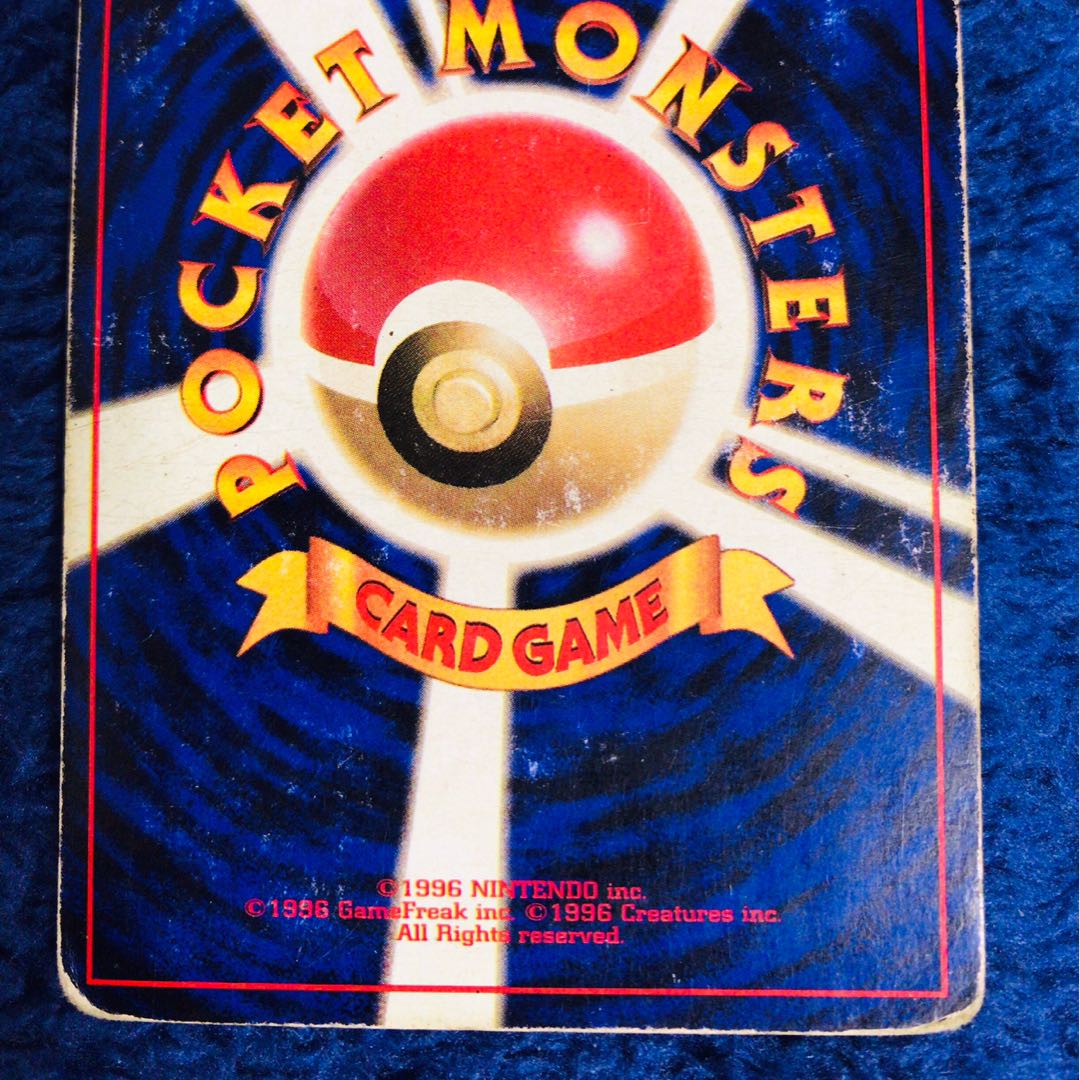 POCKET MONSTERS
CARD GAME
©1996 NINTENDO inc.
©1996 GameFreak inc. ©1996 Creatures inc.
All Rights reserved.